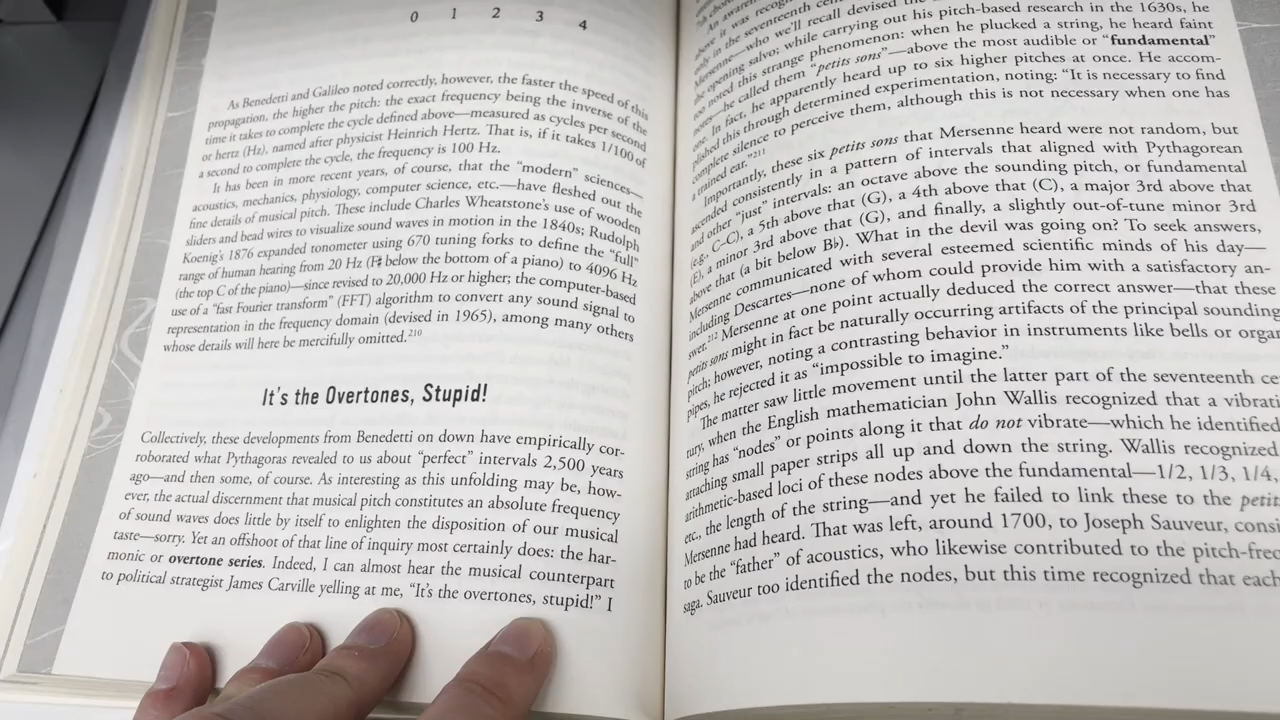 0 1 2 3 4
As Benedetti and Galileo noted correctly, however, the faster the speed of this
propagation, the higher the pitch: the exact frequency being the inverse of the
time it takes to complete the cycle defined above—measured as cycles per second
or hertz (Hz), named after physicist Heinrich Hertz. That is, if it takes 1/100 of
a second to complete the cycle, the frequency is 100 Hz.
It has been in more recent years, of course, that the “modern” sciences—
acoustics, mechanics, physiology, computer science, etc.—have fleshed out the
fine details of musical pitch. These include Charles Wheatstone’s use of wooden
sliders and bead wires to visualize sound waves in motion in the 1840s; Rudolph
Koenig’s 1876 expanded tonometer using 670 tuning forks to define the “full”
range of human hearing from 20 Hz (F♯ below the bottom of a piano) to 4096 Hz
(the top C of the piano)—since revised to 20,000 Hz or higher; the computer-based
use of a “fast Fourier transform” (FFT) algorithm to convert any sound signal to
representation in the frequency domain (devised in 1965), among many others
whose details will here be mercifully omitted.210
It’s the Overtones, Stupid!
Collectively, these developments from Benedetti on down have empirically cor-
roborated what Pythagoras revealed to us about “perfect” intervals 2,500 years
ago—and then some, of course. As interesting as this unfolding may be, how-
ever, the actual discernment that musical pitch constitutes an absolute frequency
of sound waves does little by itself to enlighten the disposition of our musical
taste—sorry. Yet an offshoot of that line of inquiry most certainly does: the har-
monic or overtone series. Indeed, I can almost hear the musical counterpart
to political strategist James Carville yelling at me, “It’s the overtones, stupid!” I
An
it was
only in the seventeenth
Mersenne—who we’ll recall devised the
the opening salvo; while carrying out his pitch-based research in the 1630s, he
too noted this strange phenomenon: when he plucked a string, he heard faint
notes—he called them “petits sons”—above the most audible or “fundamental”
one. In fact, he apparently heard up to six higher pitches at once. He accom-
plished this through determined experimentation, noting: “It is necessary to find
complete silence to perceive them, although this is not necessary when one has
a trained ear.”211
Importantly, these six petits sons that Mersenne heard were not random, but
ascended consistently in a pattern of intervals that aligned with Pythagorean
and other “just” intervals: an octave above the sounding pitch, or fundamental
(e.g., C–C), a 5th above that (G), a 4th above that (C), a major 3rd above that
(E), a minor 3rd above that (G), and finally, a slightly out-of-tune minor 3rd
above that (a bit below B♭). What in the devil was going on? To seek answers,
Mersenne communicated with several esteemed scientific minds of his day—
including Descartes—none of whom could provide him with a satisfactory an-
swer.212 Mersenne at one point actually deduced the correct answer—that these
petits sons might in fact be naturally occurring artifacts of the principal sounding
pitch; however, noting a contrasting behavior in instruments like bells or organ
pipes, he rejected it as “impossible to imagine.”
The matter saw little movement until the latter part of the seventeenth ce
tury, when the English mathematician John Wallis recognized that a vibrati
string has “nodes” or points along it that do not vibrate—which he identified
attaching small paper strips all up and down the string. Wallis recognized
arithmetic-based loci of these nodes above the fundamental—1/2, 1/3, 1/4,
etc., the length of the string—and yet he failed to link these to the petit
Mersenne had heard. That was left, around 1700, to Joseph Sauveur, consi
to be the “father” of acoustics, who likewise contributed to the pitch-freq
saga. Sauveur too identified the nodes, but this time recognized that each